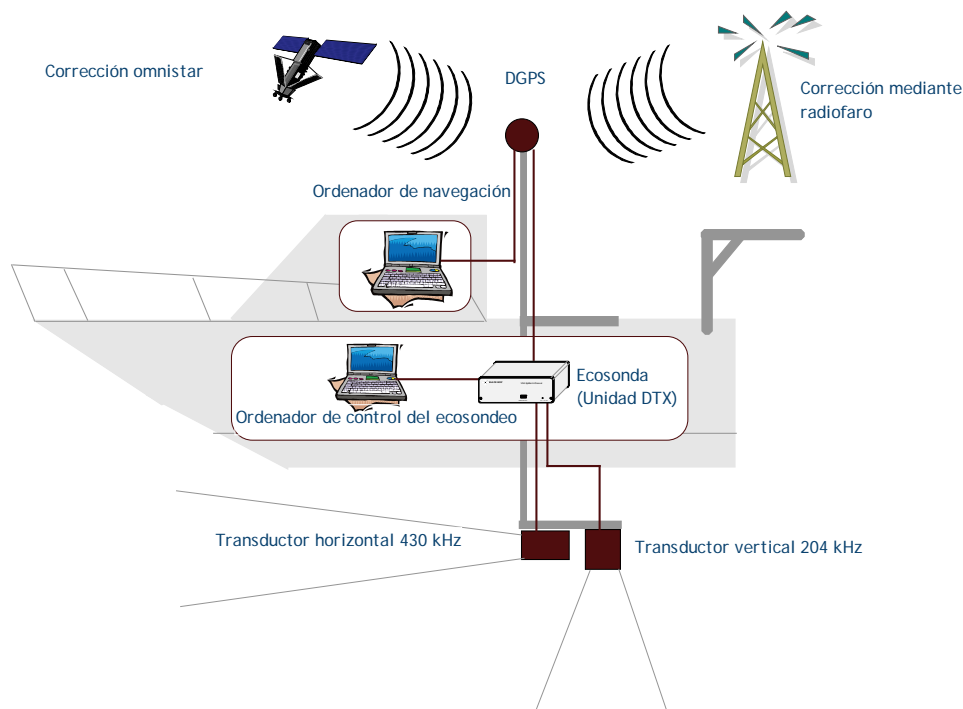 Corrección omnistar
DGPS
Corrección mediante
radiofaro
Ordenador de navegación
Ecosonda
(Unidad DTX)
Ordenador de control del ecosondeo
Transductor horizontal 430 kHz
Transductor vertical 204 kHz